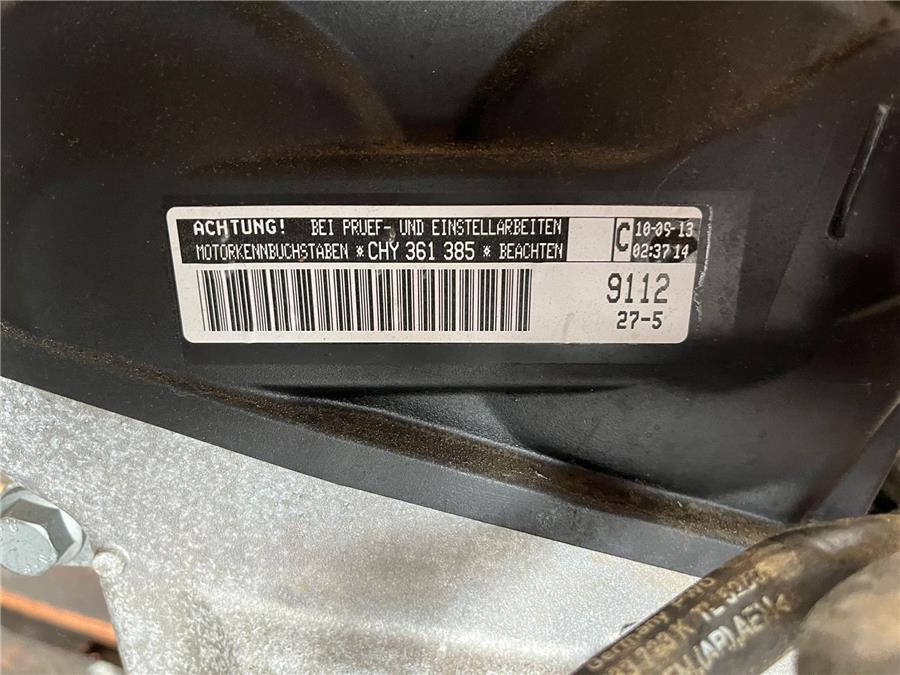 ACHTUNG! BEI PRUEF- UND EINSTELLARBEITEN
MOTORKENNBUCHSTABEN *CHY 361 385* BEACHTEN
C 10-09-13
02:37 14
9112
27-5
Germany